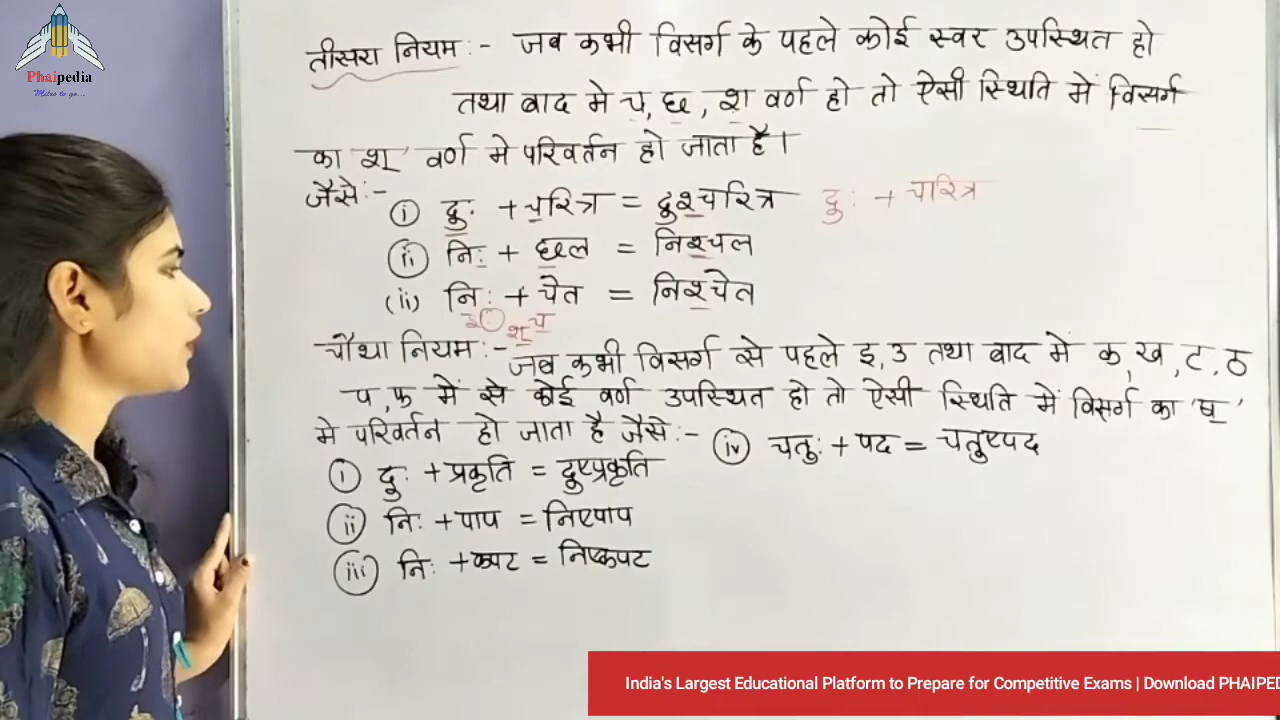 Phaipedia
तीसरा नियम :- जब कभी विसर्ग के पहले कोई स्वर उपस्थित हो
तथा बाद मे च, छ, श वर्ण हो तो ऐसी स्थिति में विसर्ग
का श्' वर्ण मे परिवर्तन हो जाता है।
जैसे:-
(i) दुः + चरित्र = दुश्चरित्र दुः + चरित्र
(ii) निः + छल = निश्चल
(ii) निः + चेत = निश्चेत
श् च
चौथा नियम :- जब कभी विसर्ग से पहले इ, उ तथा बाद में क, ख, ट, ठ
प, फ में से कोई वर्ण उपस्थित हो तो ऐसी स्थिति में विसर्ग का 'ष्'
मे परिवर्तन हो जाता है जैसे:- (iv) चतुः + पद = चतुष्पद
(i) दुः + प्रकृति = दुष्प्रकृति
(ii) निः + पाप = निष्पाप
(iii) निः + कपट = निष्कपट
India's Largest Educational Platform to Prepare for Competitive Exams | Download PHAIPED